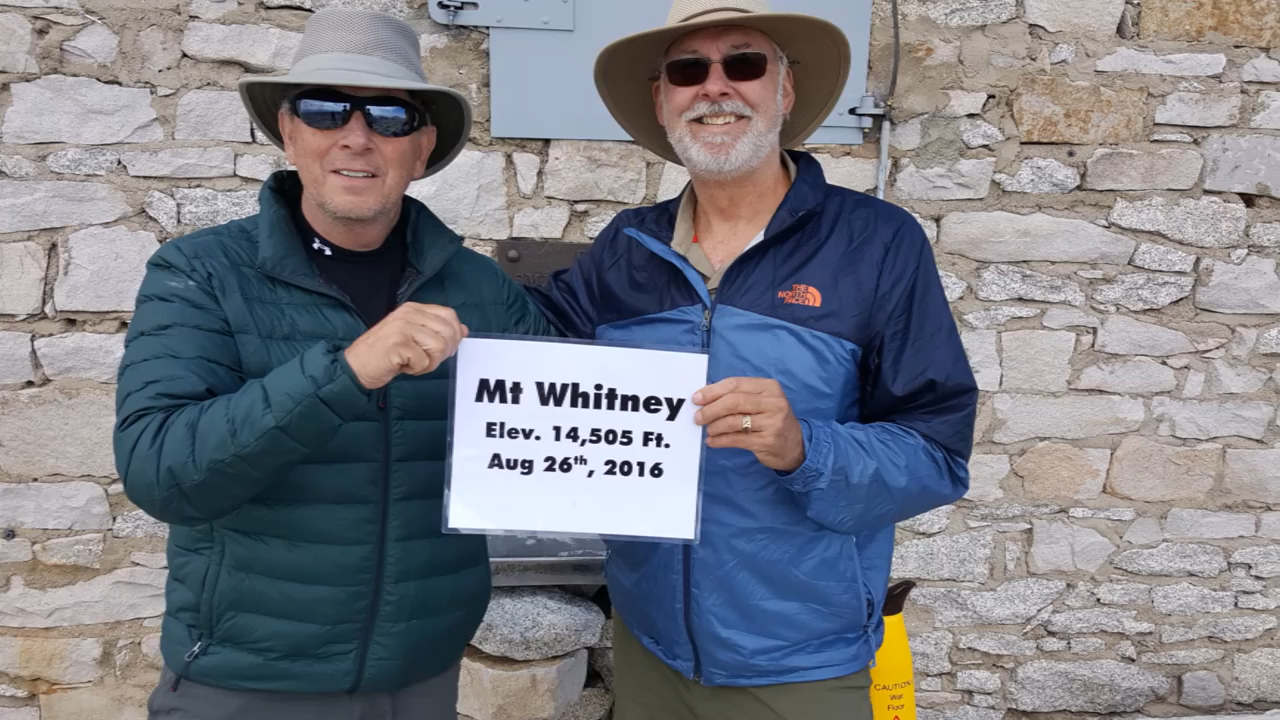 THE
NORTH
FACE
Mt Whitney
Elev. 14,505 Ft.
Aug 26th, 2016
CAUTION
Wet
Floor